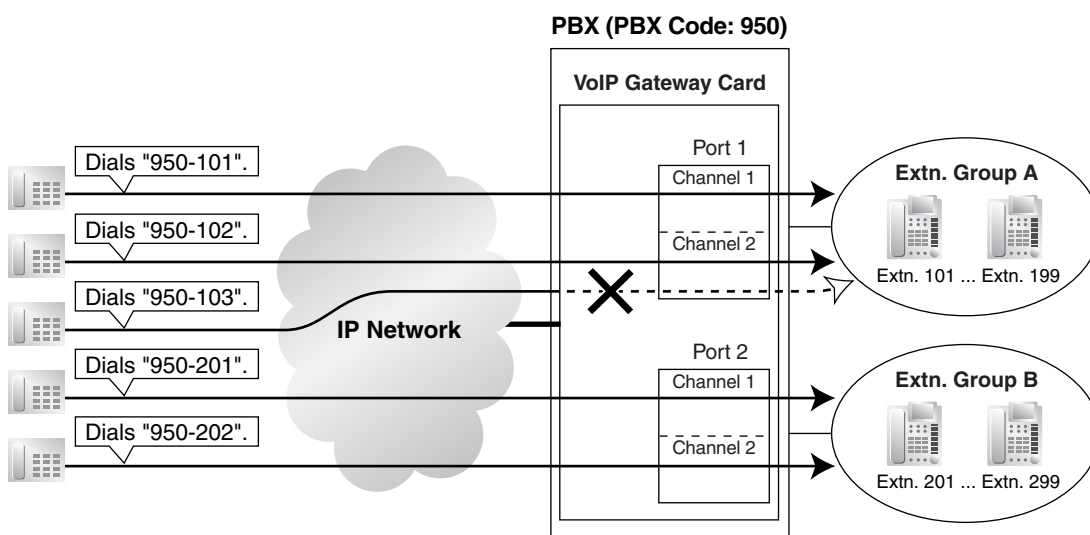 PBX (PBX Code: 950)
VoIP Gateway Card
Dials "950-101".
Port 1
Channel 1
Extn. Group A
Dials "950-102".
Channel 2
Extn. 101 ... Extn. 199
Dials "950-103".
IP Network
Port 2
Dials "950-201".
Channel 1
Extn. Group B
Dials "950-202".
Channel 2
Extn. 201 ... Extn. 299